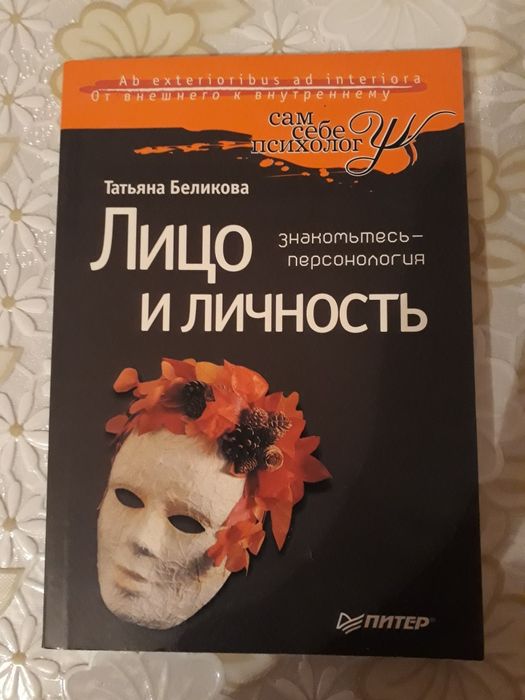 Ab exterioribus ad interiora
От внешнего к внутреннему
сам
себе
психолог
Татьяна Беликова
Лицо
знакомьтесь–
персонология
и личность
ПИТЕР®